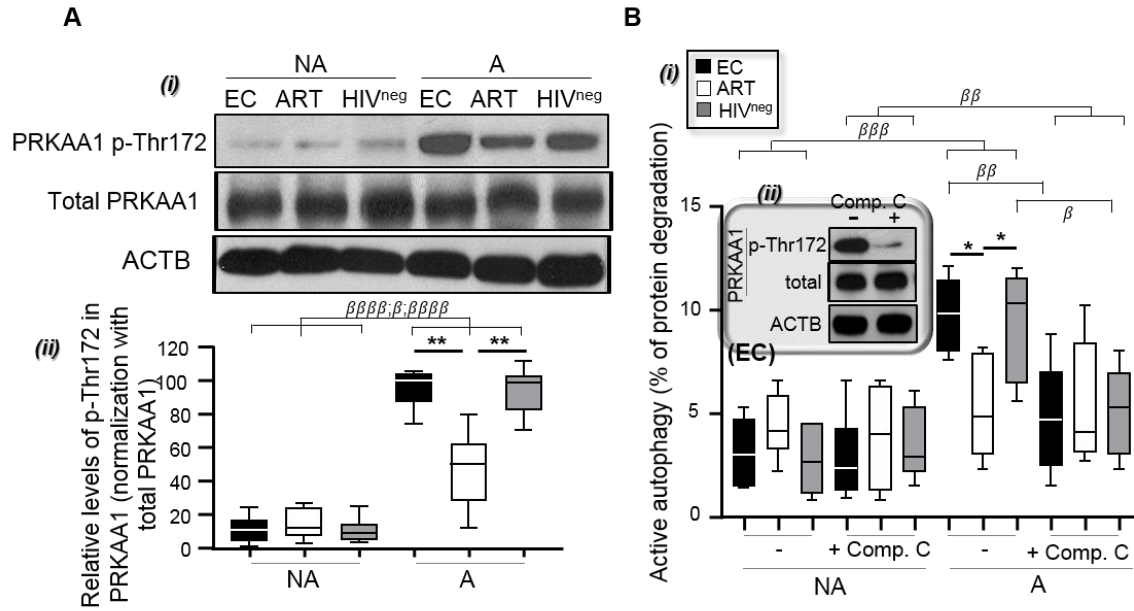 A
(i)
NA A
EC ART HIVneg EC ART HIVneg
PRKAA1 p-Thr172
Total PRKAA1
ACTB
(ii)
ββββ;β;ββββ
** **
Relative levels of p-Thr172 in
PRKAA1 (normalization with
total PRKAA1)
120
100
80
60
40
20
0
NA A
B
(i)
EC
ART
HIVneg
ββ
βββ
ββ
β
* *
(ii)
Comp. C
- +
PRKAA1
p-Thr172
total
ACTB
(EC)
Active autophagy (% of protein degradation)
15
10
5
0
- + Comp. C - + Comp. C
NA A